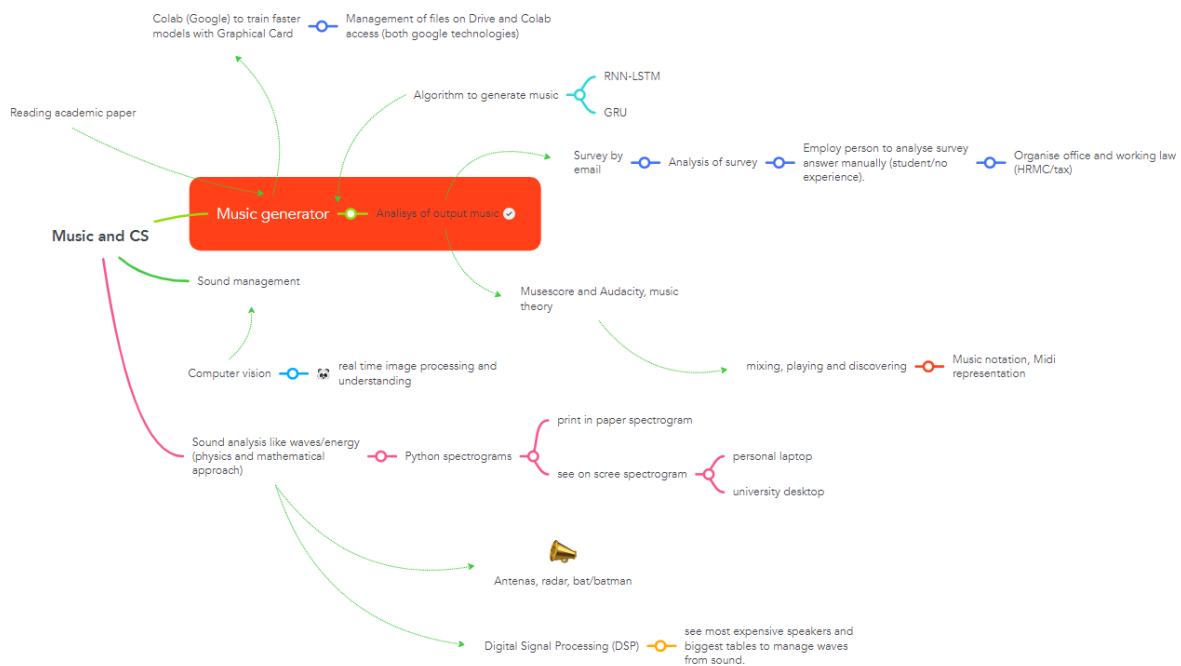 Colab (Google) to train faster
models with Graphical Card
Management of files on Drive and Colab
access (both google technologies)
Reading academic paper
Algorithm to generate music
RNN-LSTM
GRU
Survey by
email
Analysis of survey
Employ person to analyse survey
answer manually (student/no
experience).
Organise office and working law
(HRMC/tax)
Music generator
Analisys of output music
Music and CS
Sound management
Musescore and Audacity, music
theory
Computer vision
real time image processing and
understanding
mixing, playing and discovering
Music notation, Midi
representation
Sound analysis like waves/energy
(physics and mathematical
approach)
Python spectrograms
print in paper spectrogram
see on scree spectrogram
personal laptop
university desktop
Antenas, radar, bat/batman
Digital Signal Processing (DSP)
see most expensive speakers and
biggest tables to manage waves
from sound.